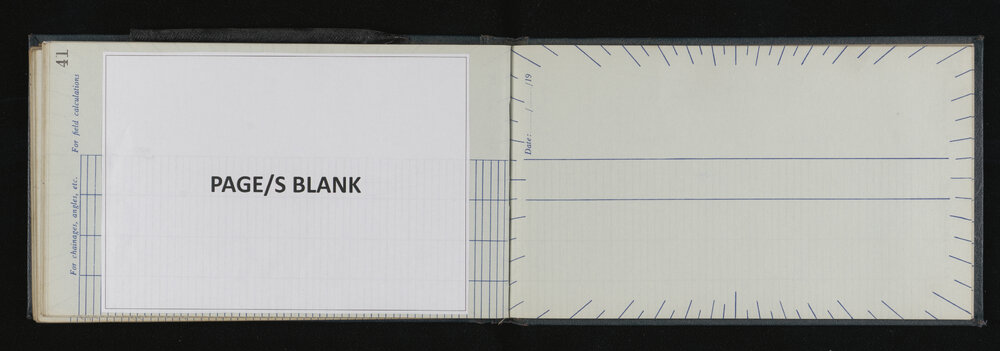 41
For field calculations
For chainages, angles, etc.
PAGE/S BLANK
Date: / /19